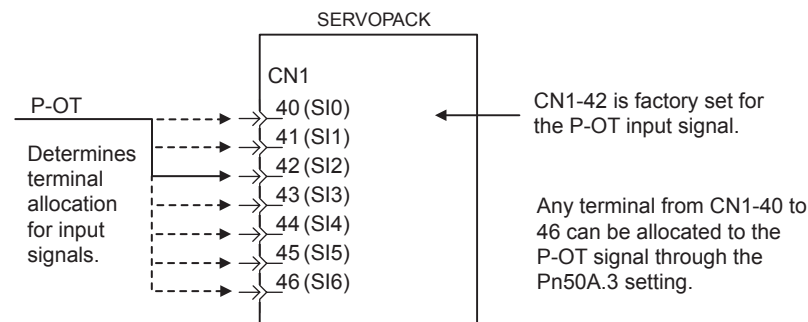 SERVOPACK
CN1
P-OT
Determines
terminal
allocation
for input
signals.
40 (SI0)
41 (SI1)
42 (SI2)
43 (SI3)
44 (SI4)
45 (SI5)
46 (SI6)
CN1-42 is factory set for
the P-OT input signal.
Any terminal from CN1-40 to
46 can be allocated to the
P-OT signal through the
Pn50A.3 setting.